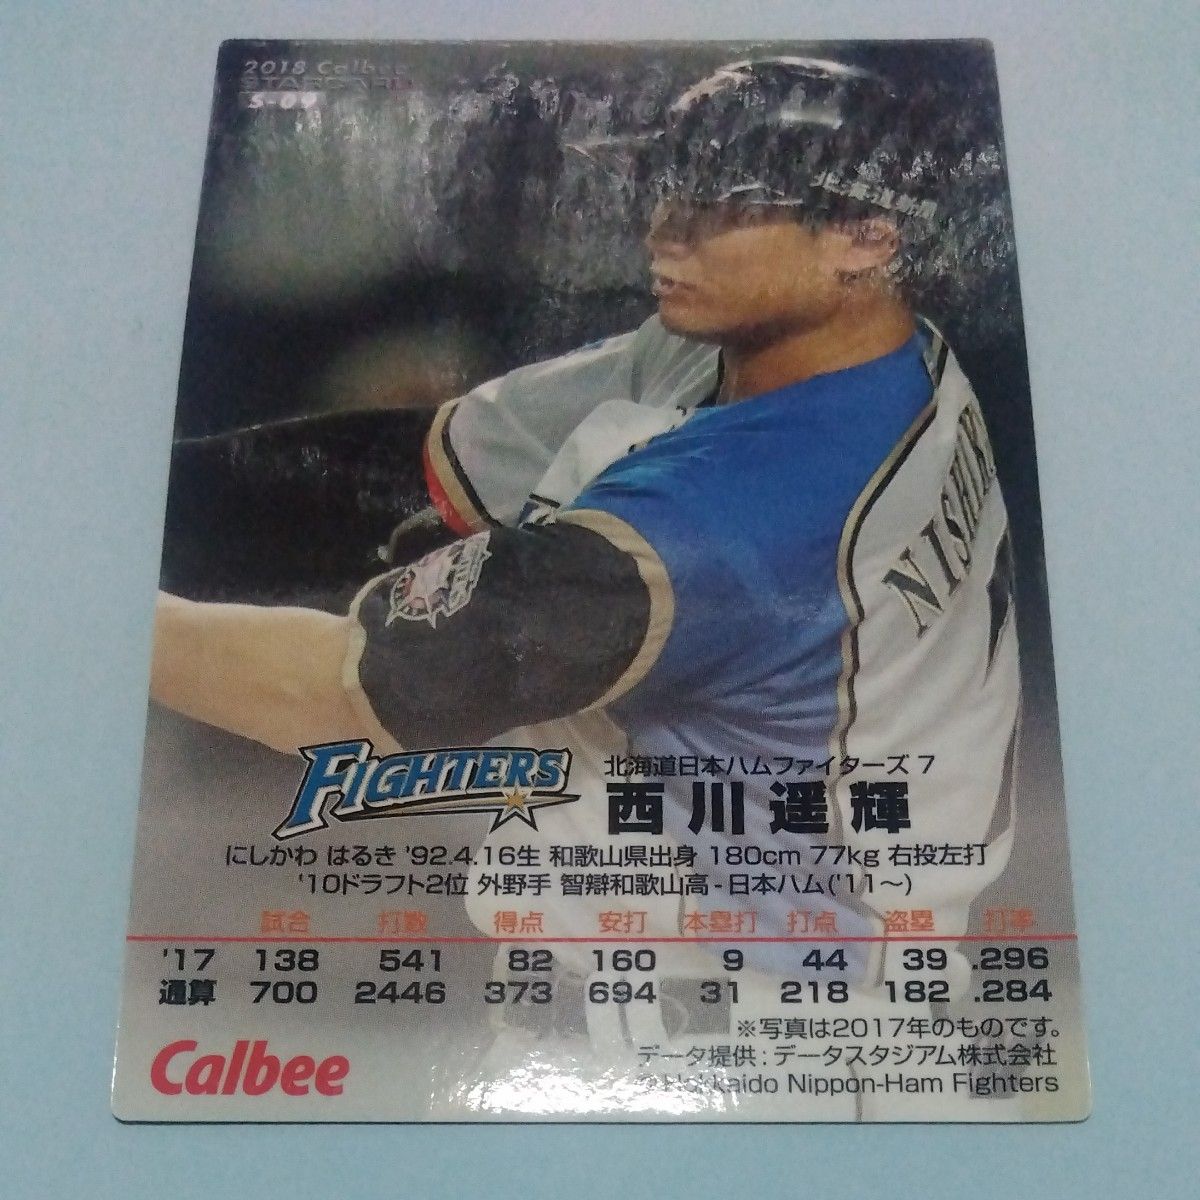 2018 Calbee
STARCARD
S-09
北海道新聞
NISHIK
FIGHTERS
北海道日本ハムファイターズ 7
西川遥輝
にしかわ はるき '92.4.16生 和歌山県出身 180cm 77kg 右投左打
'10ドラフト2位 外野手 智辯和歌山高-日本ハム('11～)
試合 打数 得点 安打 本塁打 打点 盗塁 打率
'17 138 541 82 160 9 44 39 .296
通算 700 2446 373 694 31 218 182 .284
※写真は2017年のものです。
データ提供:データスタジアム株式会社
©Hokkaido Nippon-Ham Fighters
Calbee